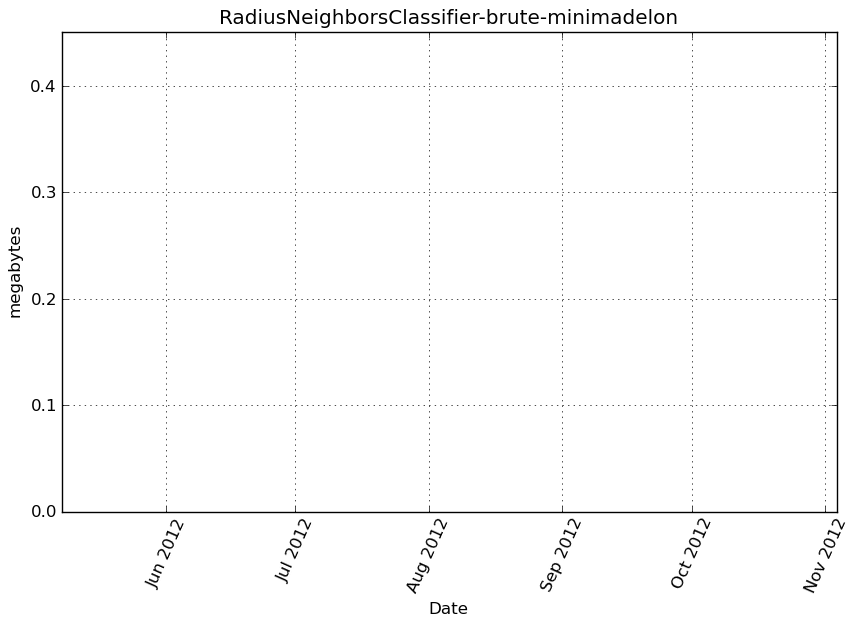 RadiusNeighborsClassifier-brute-minimadelon
0.4
0.3
0.2
0.1
0.0
megabytes
Jun 2012
Jul 2012
Aug 2012
Sep 2012
Oct 2012
Nov 2012
Date